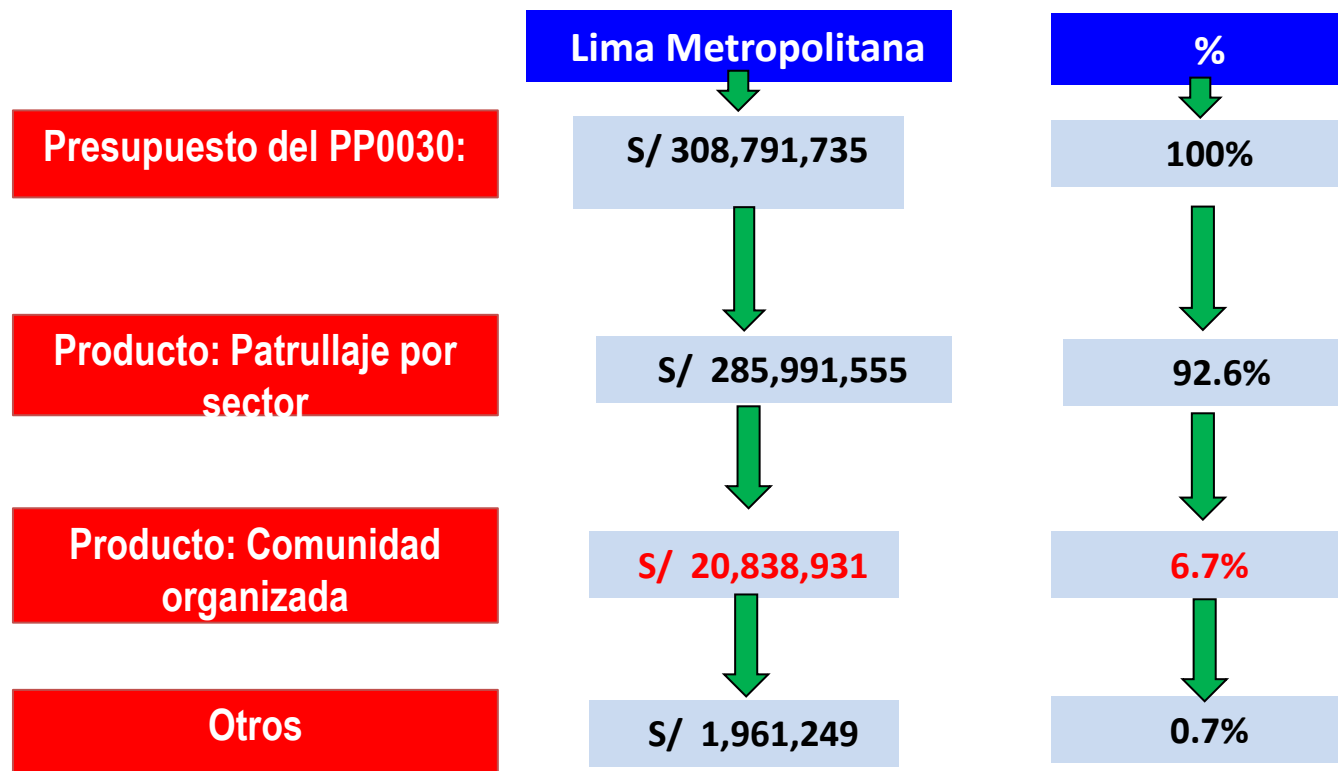 Lima Metropolitana
%
Presupuesto del PP0030:
S/ 308,791,735
100%
Producto: Patrullaje por
sector
S/ 285,991,555
92.6%
Producto: Comunidad
organizada
S/ 20,838,931
6.7%
Otros
S/ 1,961,249
0.7%